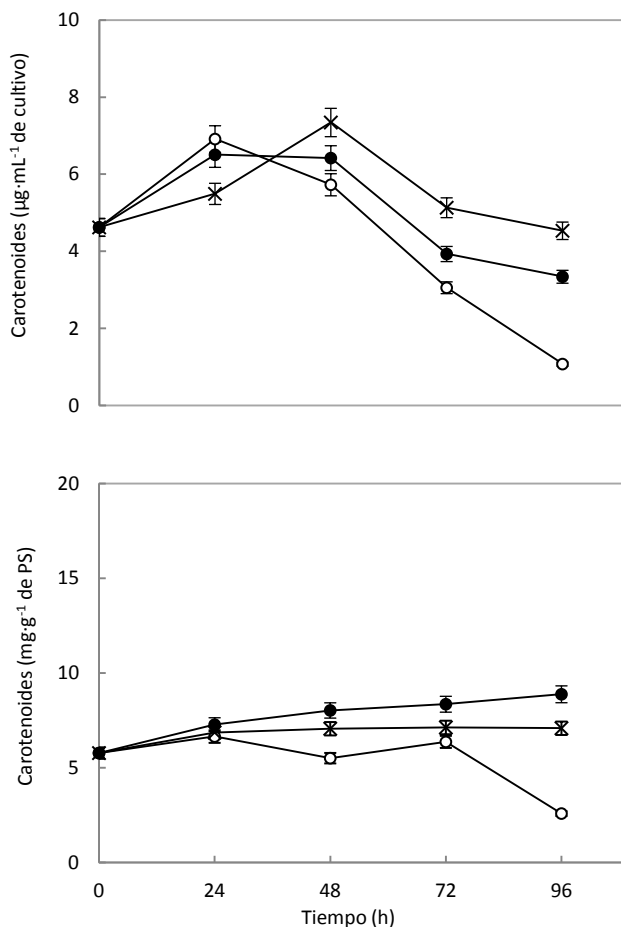 10
8
6
4
2
0
Carotenoides (µg·mL⁻¹ de cultivo)
20
15
10
5
0
Carotenoides (mg·g⁻¹ de PS)
0 24 48 72 96
Tiempo (h)